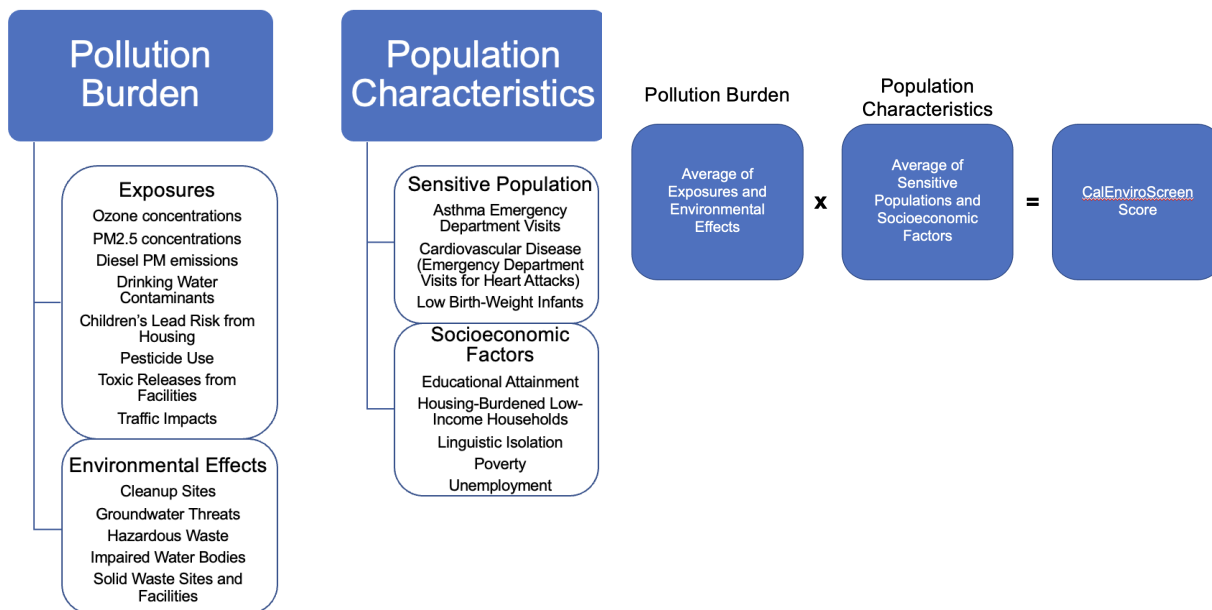 Pollution
Burden
Exposures
Ozone concentrations
PM2.5 concentrations
Diesel PM emissions
Drinking Water
Contaminants
Children's Lead Risk from
Housing
Pesticide Use
Toxic Releases from
Facilities
Traffic Impacts
Environmental Effects
Cleanup Sites
Groundwater Threats
Hazardous Waste
Impaired Water Bodies
Solid Waste Sites and
Facilities
Population
Characteristics
Sensitive Population
Asthma Emergency
Department Visits
Cardiovascular Disease
(Emergency Department
Visits for Heart Attacks)
Low Birth-Weight Infants
Socioeconomic
Factors
Educational Attainment
Housing-Burdened Low-
Income Households
Linguistic Isolation
Poverty
Unemployment
Pollution Burden
Average of
Exposures and
Environmental
Effects
x
Population
Characteristics
Average of
Sensitive
Populations and
Socioeconomic
Factors
=
CalEnviroScreen
Score